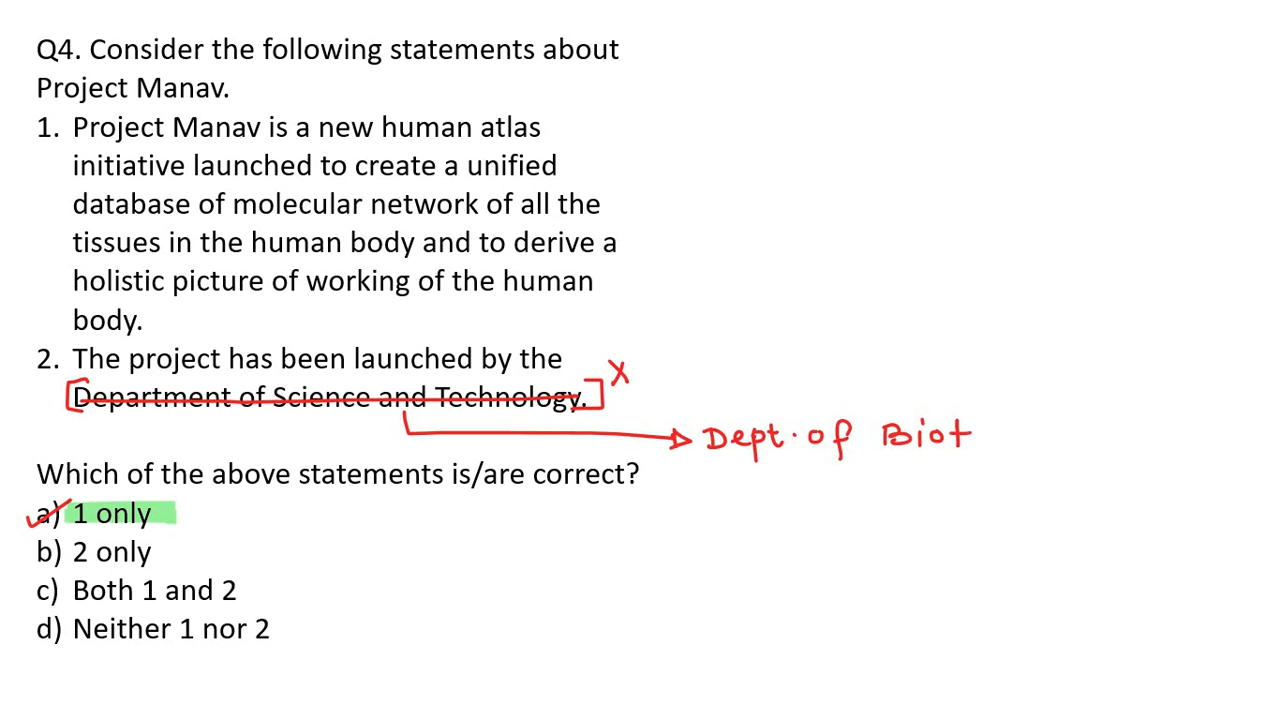 Q4. Consider the following statements about
Project Manav.
1. Project Manav is a new human atlas
initiative launched to create a unified
database of molecular network of all the
tissues in the human body and to derive a
holistic picture of working of the human
body.
2. The project has been launched by the
[Department of Science and Technology.] X
Dept. of Biot
Which of the above statements is/are correct?
a) 1 only
b) 2 only
c) Both 1 and 2
d) Neither 1 nor 2